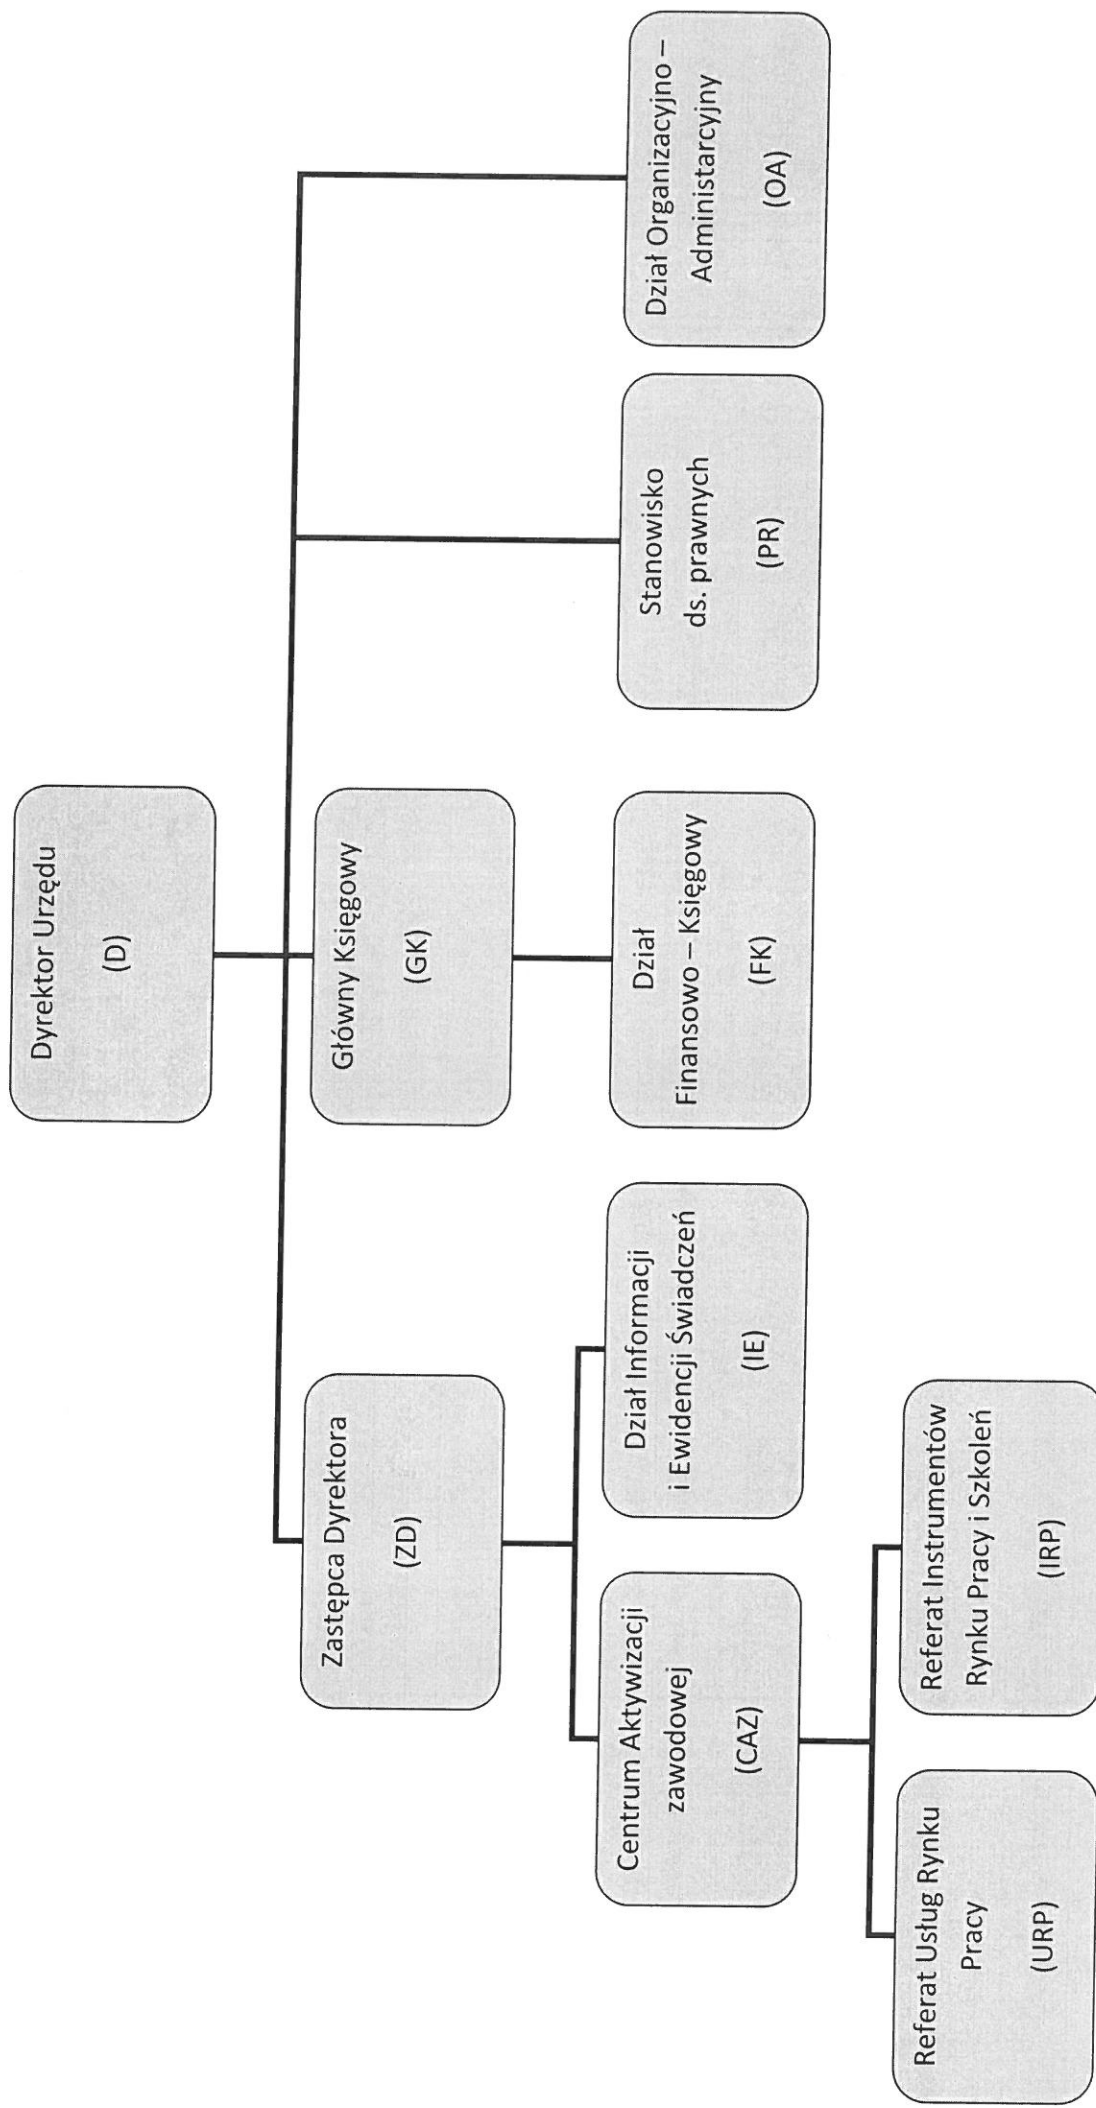 Dyrektor Urzędu
(D)
Zastępca Dyrektora
(ZD)
Główny Księgowy
(GK)
Centrum Aktywizacji
zawodowej
(CAZ)
Dział Informacji
i Ewidencji Świadczeń
(IE)
Dział
Finansowo – Księgowy
(FK)
Stanowisko
ds. prawnych
(PR)
Dział Organizacyjno –
Administarcyjny
(OA)
Referat Usług Rynku
Pracy
(URP)
Referat Instrumentów
Rynku Pracy i Szkoleń
(IRP)